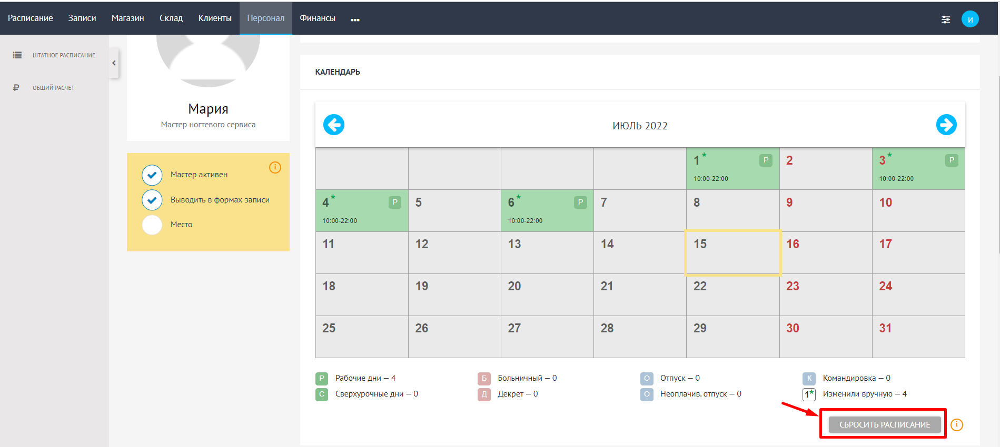 Расписание Записи Магазин Склад Клиенты Персонал Финансы ... и
ШТАТНОЕ РАСПИСАНИЕ
ОБЩИЙ РАСЧЕТ
Мария
Мастер ногтевого сервиса
Мастер активен
Выводить в формах записи
Место
КАЛЕНДАРЬ
ИЮЛЬ 2022
1* Р 2 3* Р
10:00-22:00 10:00-22:00
4* Р 5 6* Р 7 8 9 10
10:00-22:00 10:00-22:00
11 12 13 14 15 16 17
18 19 20 21 22 23 24
25 26 27 28 29 30 31
Р Рабочие дни — 4 Б Больничный — 0 О Отпуск — 0 К Командировка — 0
С Сверхурочные дни — 0 Д Декрет — 0 О Неоплачив. отпуск — 0 1* Изменили вручную — 4
СБРОСИТЬ РАСПИСАНИЕ